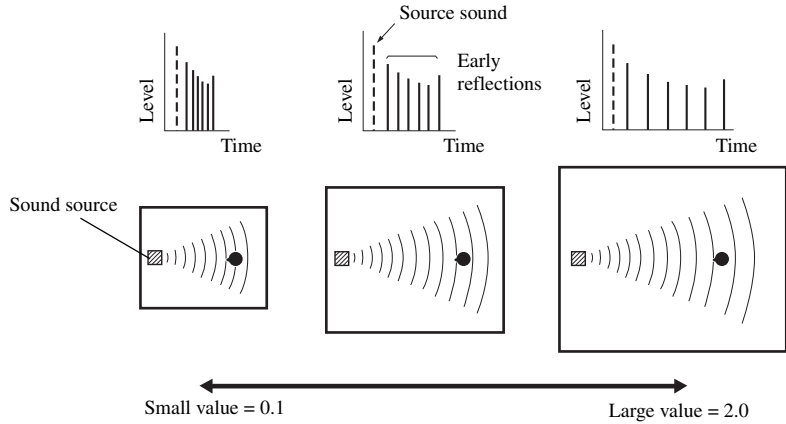 Source sound
Early
reflections
Level
Time
Level
Time
Level
Time
Sound source
Small value = 0.1
Large value = 2.0